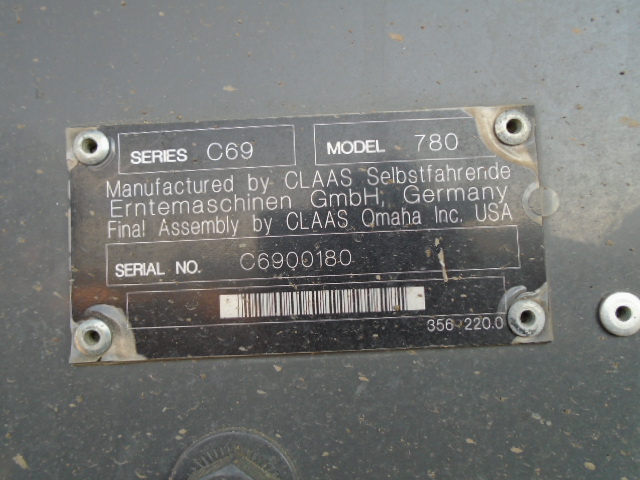 SERIES C69 MODEL 780
Manufactured by CLAAS Selbstfahrende
Erntemaschinen GmbH, Germany
Final Assembly by CLAAS Omaha Inc. USA
SERIAL NO. C6900180
356 220.0